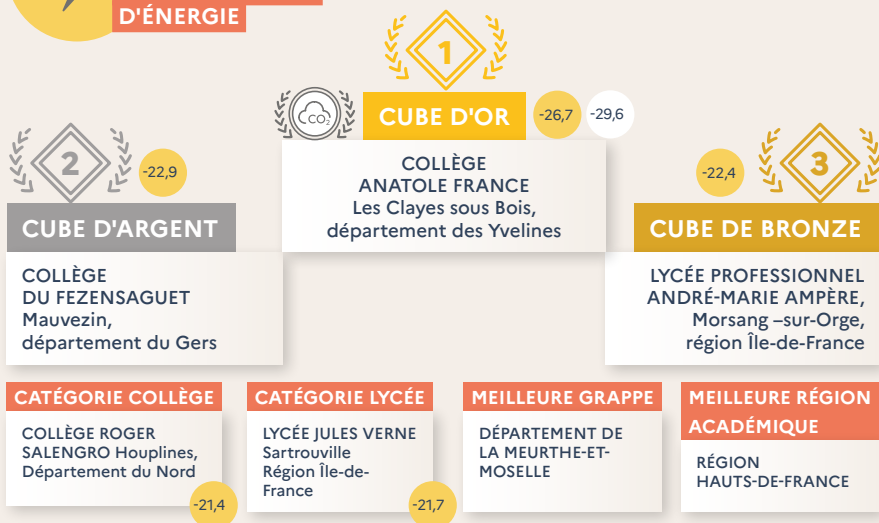 D'ÉNERGIE
1
CO2
CUBE D'OR
-26,7
-29,6
COLLÈGE
ANATOLE FRANCE
Les Clayes sous Bois,
département des Yvelines
2
-22,9
CUBE D'ARGENT
COLLÈGE
DU FEZENSAGUET
Mauvezin,
département du Gers
-22,4
3
CUBE DE BRONZE
LYCÉE PROFESSIONNEL
ANDRÉ-MARIE AMPÈRE,
Morsang –sur-Orge,
région Île-de-France
CATÉGORIE COLLÈGE
COLLÈGE ROGER
SALENGRO Houplines,
Département du Nord
-21,4
CATÉGORIE LYCÉE
LYCÉE JULES VERNE
Sartrouville
Région Île-de-
France
-21,7
MEILLEURE GRAPPE
DÉPARTEMENT DE
LA MEURTHE-ET-
MOSELLE
MEILLEURE RÉGION
ACADÉMIQUE
RÉGION
HAUTS-DE-FRANCE